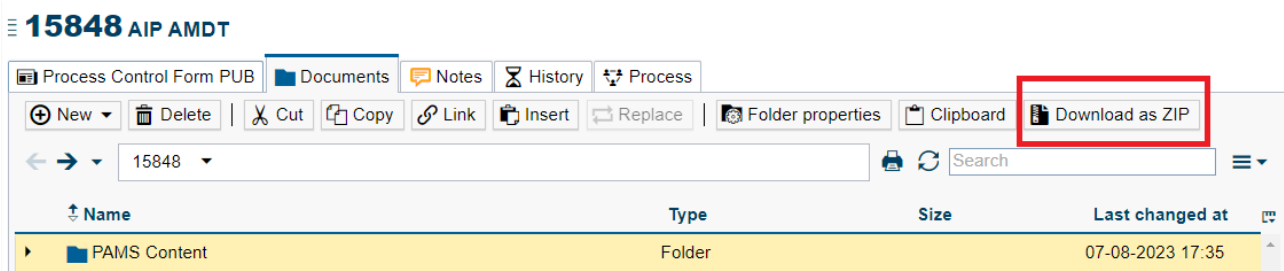 15848 AIP AMDT
Process Control Form PUB Documents Notes History Process
New Delete Cut Copy Link Insert Replace Folder properties Clipboard Download as ZIP
15848 Search
Name Type Size Last changed at
PAMS Content Folder 07-08-2023 17:35